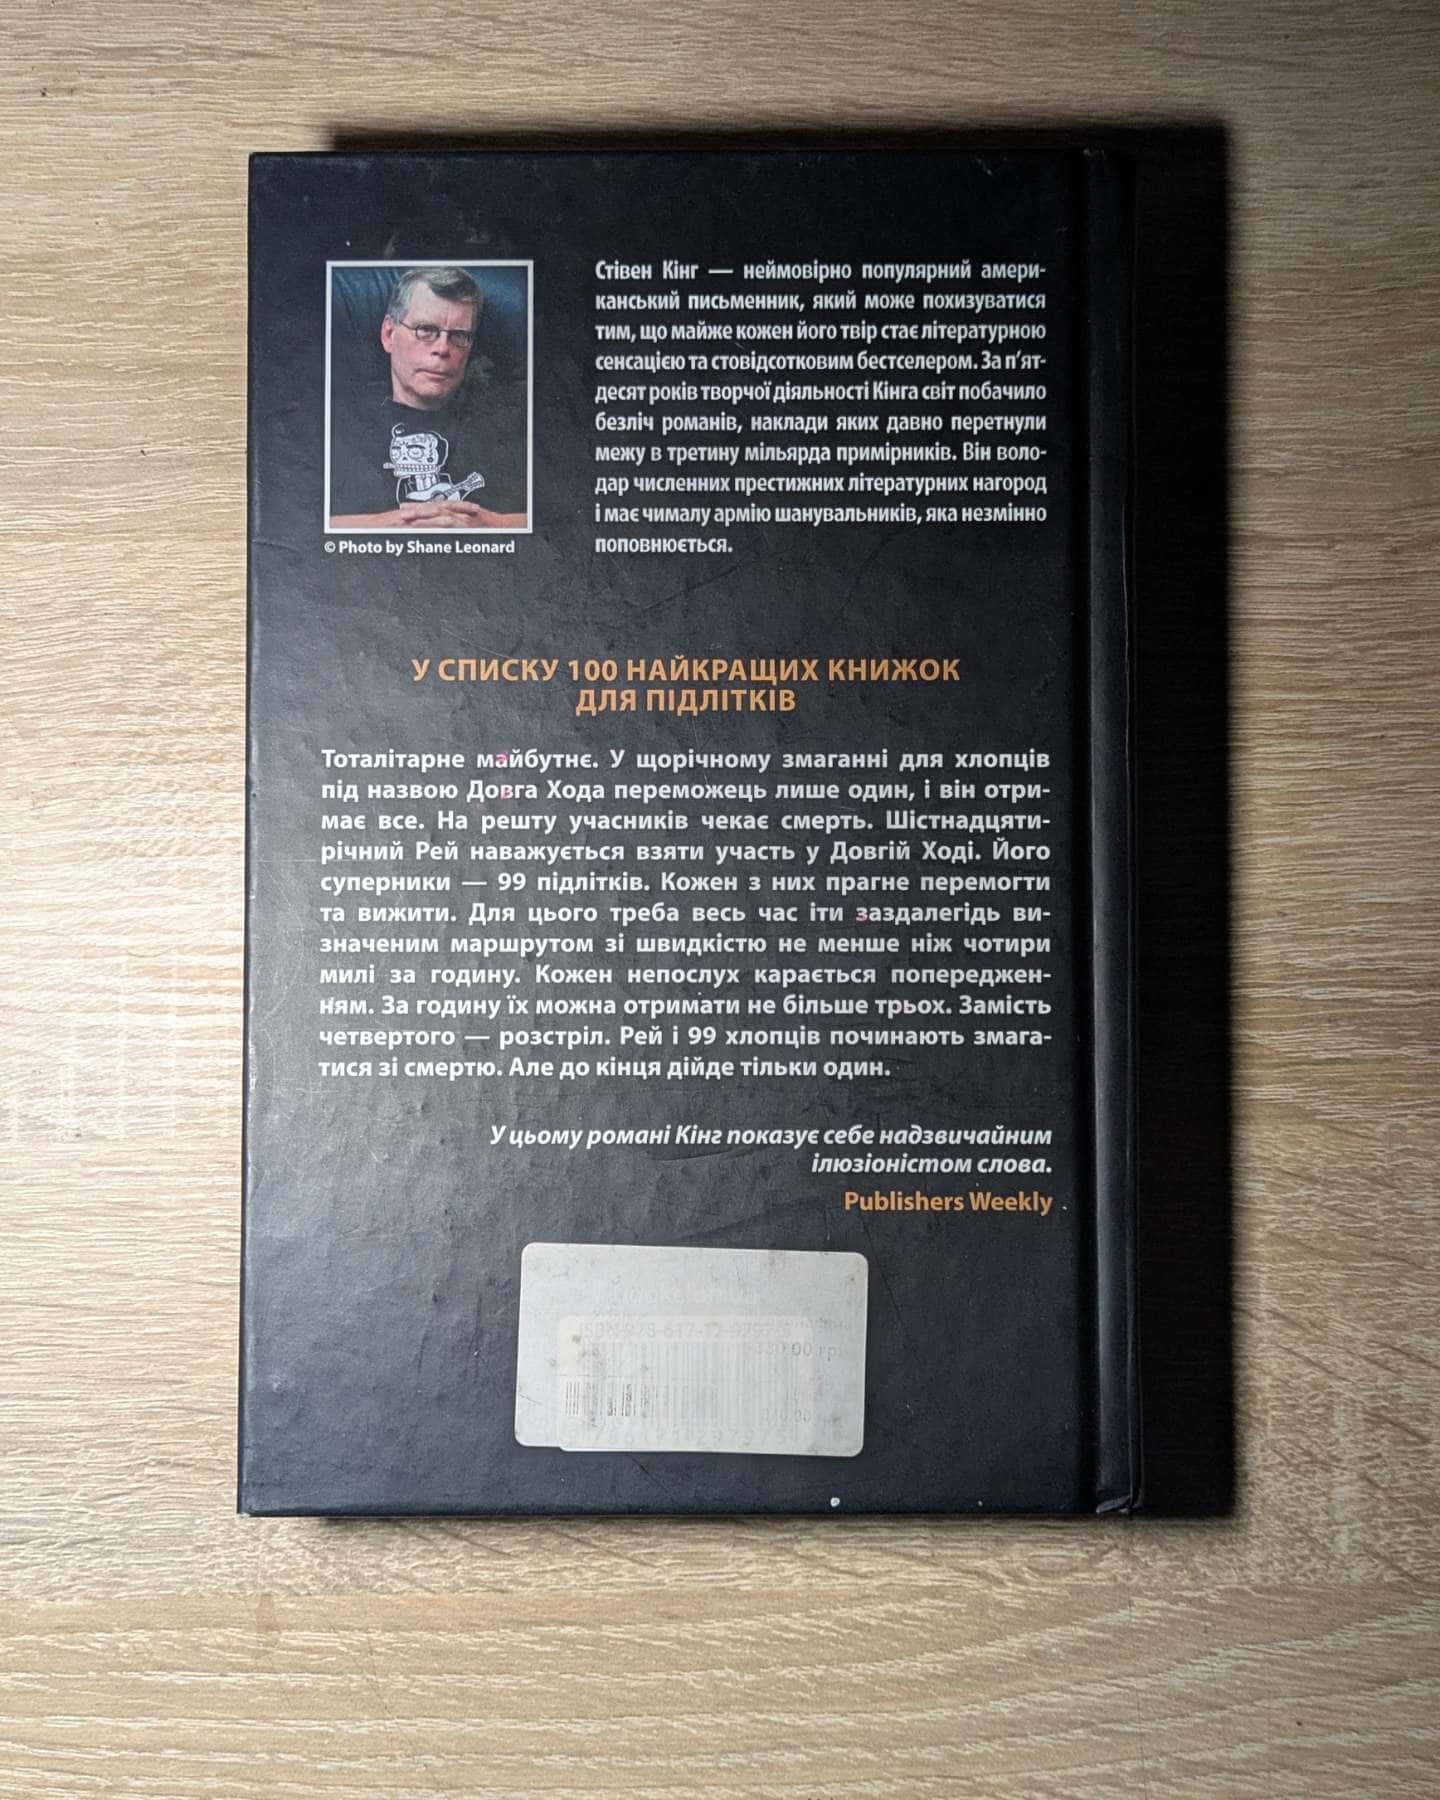 Стівен Кінг — неймовірно популярний амери-
канський письменник, який може похизуватися
тим, що майже кожен його твір стає літературною
сенсацією та стовідсотковим бестселером. За п’ят-
десят років творчої діяльності Кінга світ побачило
безліч романів, наклади яких давно перетнули
межу в третину мільярда примірників. Він воло-
дар численних престижних літературних нагород
і має чималу армію шанувальників, яка незмінно
поповнюється.
© Photo by Shane Leonard
У СПИСКУ 100 НАЙКРАЩИХ КНИЖОК
ДЛЯ ПІДЛІТКІВ
Тоталітарне майбутнє. У щорічному змаганні для хлопців
під назвою Довга Хода переможець лише один, і він отри-
має все. На решту учасників чекає смерть. Шістнадцяти-
річний Рей наважується взяти участь у Довгій Ході. Його
суперники — 99 підлітків. Кожен з них прагне перемогти
та вижити. Для цього треба весь час іти заздалегідь ви-
значеним маршрутом зі швидкістю не менше ніж чотири
милі за годину. Кожен непослух карається попереджен-
ням. За годину їх можна отримати не більше трьох. Замість
четвертого — розстріл. Рей і 99 хлопців починають змага-
тися зі смертю. Але до кінця дійде тільки один.
У цьому романі Кінг показує себе надзвичайним
ілюзіоністом слова.
Publishers Weekly
ISBN 978-617-12-9797-5